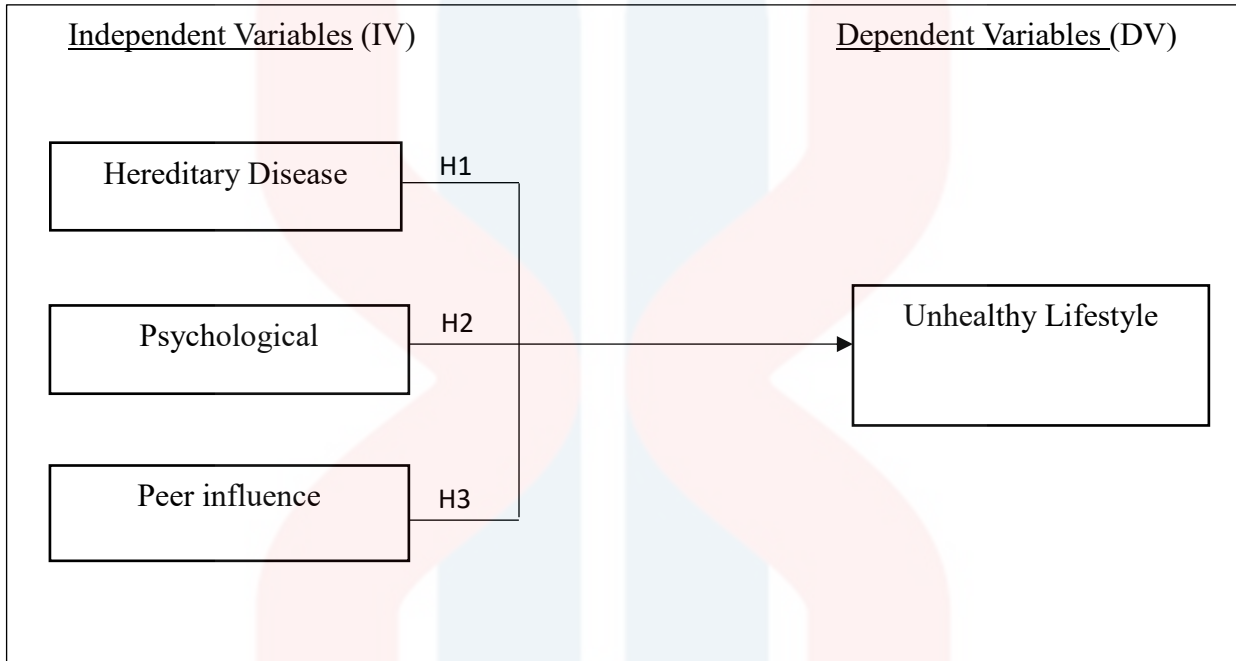 Independent Variables (IV)
Dependent Variables (DV)
Hereditary Disease
H1
Psychological
H2
Unhealthy Lifestyle
Peer influence
H3